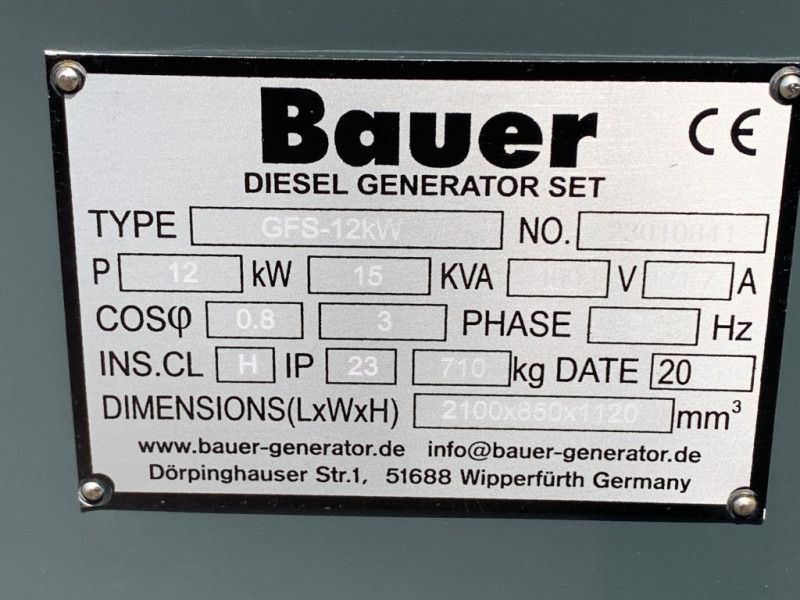 Bauer CE
DIESEL GENERATOR SET
TYPE GFS-12kW NO.
P 12 kW 15 KVA 400 V A
COSφ 0.8 3 PHASE Hz
INS.CL H IP 23 710 kg DATE 20
DIMENSIONS(LxWxH) 2100x850x1120 mm³
www.bauer-generator.de info@bauer-generator.de
Dörpinghauser Str.1, 51688 Wipperfürth Germany